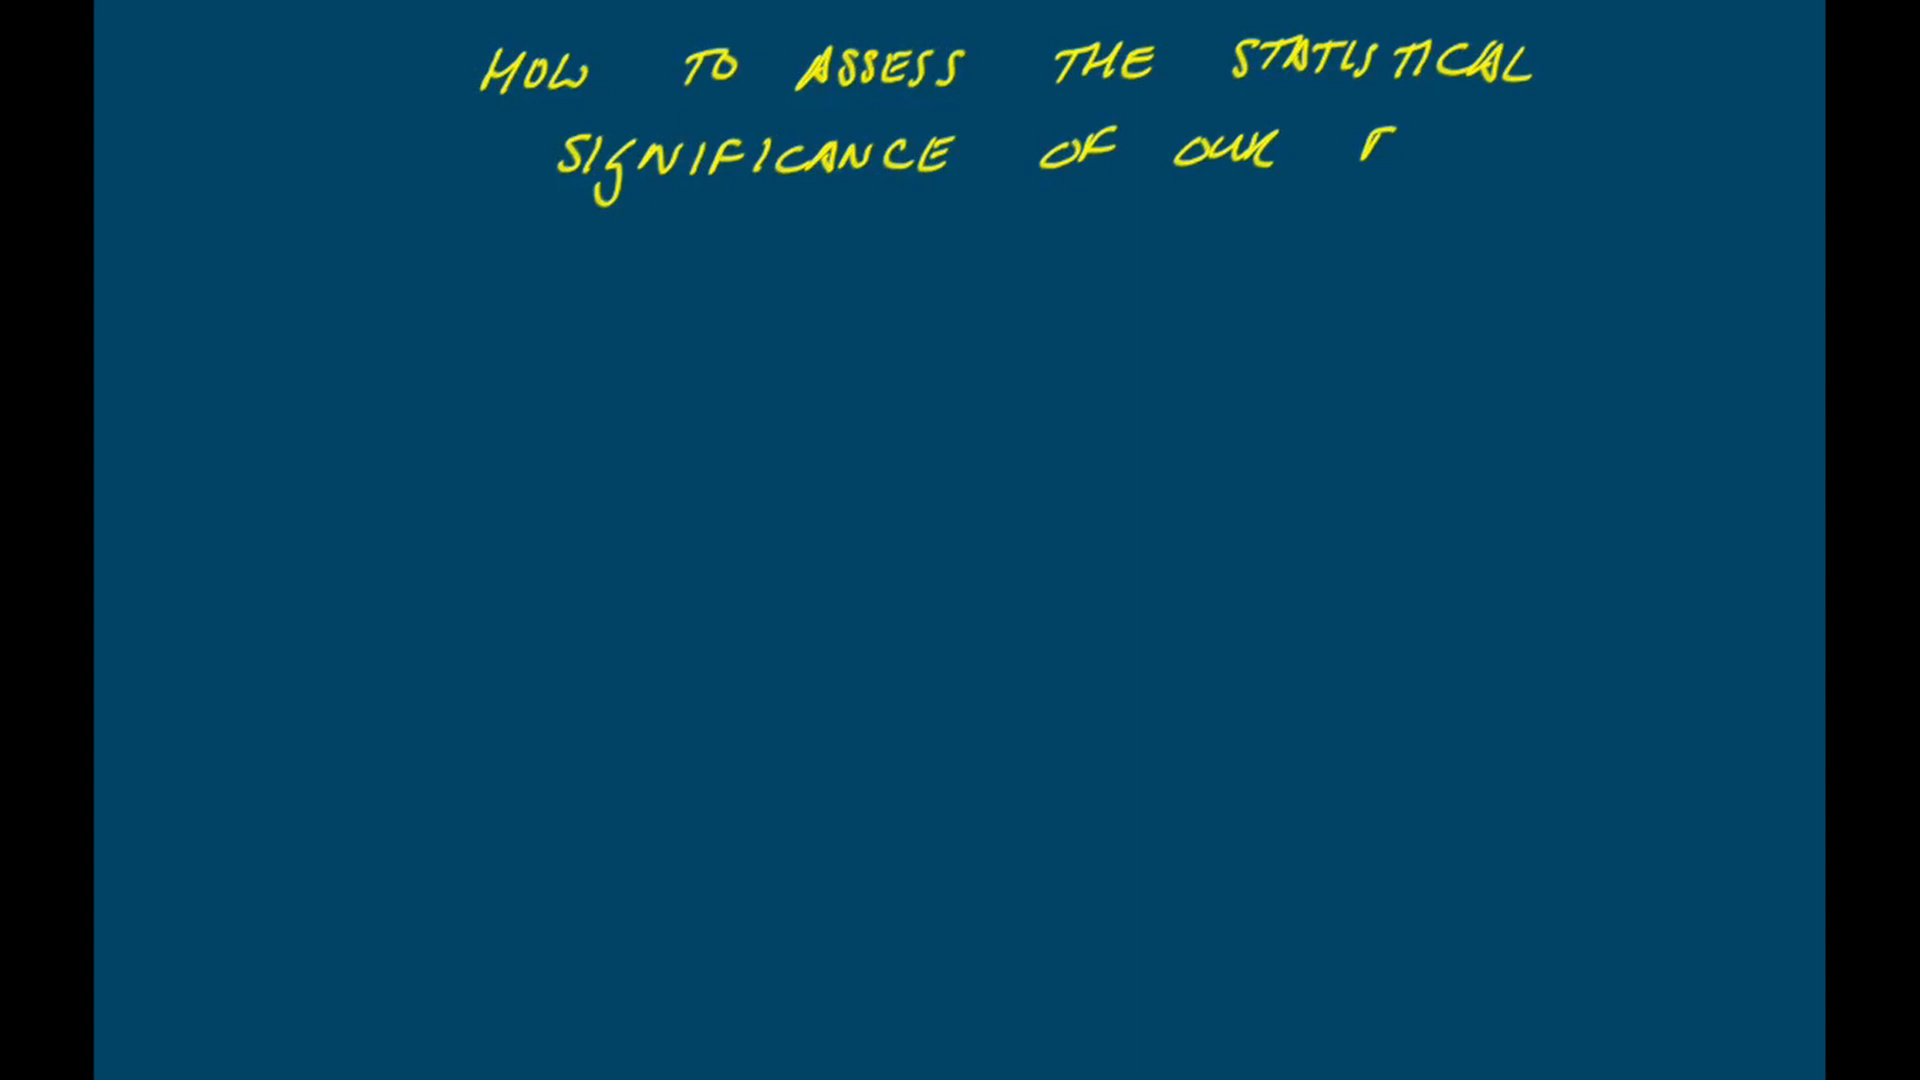 HOW TO ASSESS THE STATISTICAL
SIGNIFICANCE OF OUR